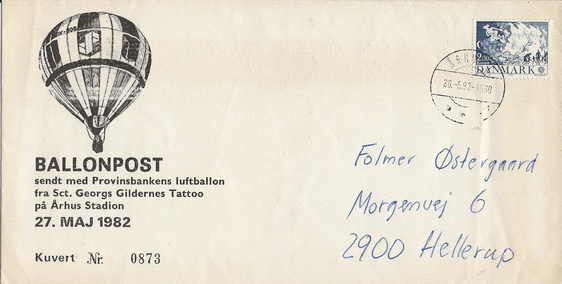 BALLONPOST
sendt med Provinsbankens luftballon
fra Sct. Georgs Gildernes Tattoo
på Århus Stadion
27. MAJ 1982
Kuvert Nr. 0873
DANMARK
Folmer Østergaard
Morgenvej 6
2900 Hellerup